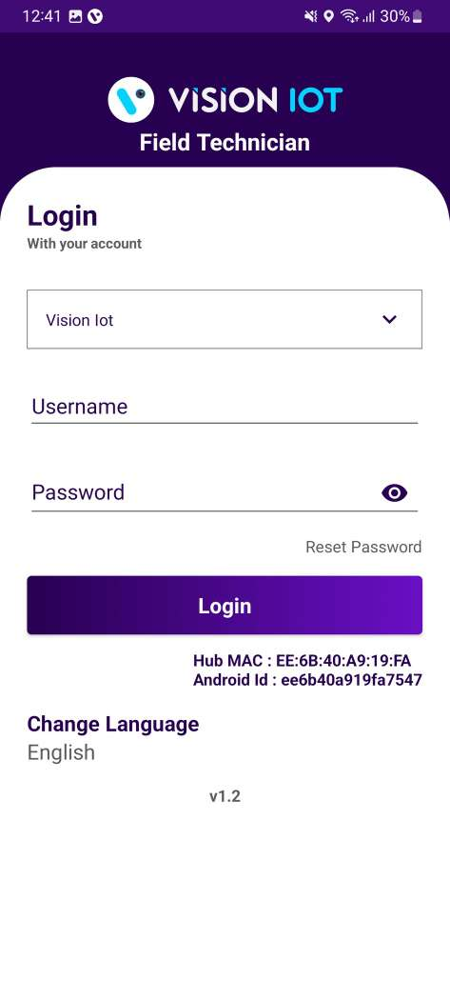 12:41
30%
VISION IOT
Field Technician
Login
With your account
Vision Iot
Username
Password
Reset Password
Login
Hub MAC : EE:6B:40:A9:19:FA
Android Id : ee6b40a919fa7547
Change Language
English
v1.2